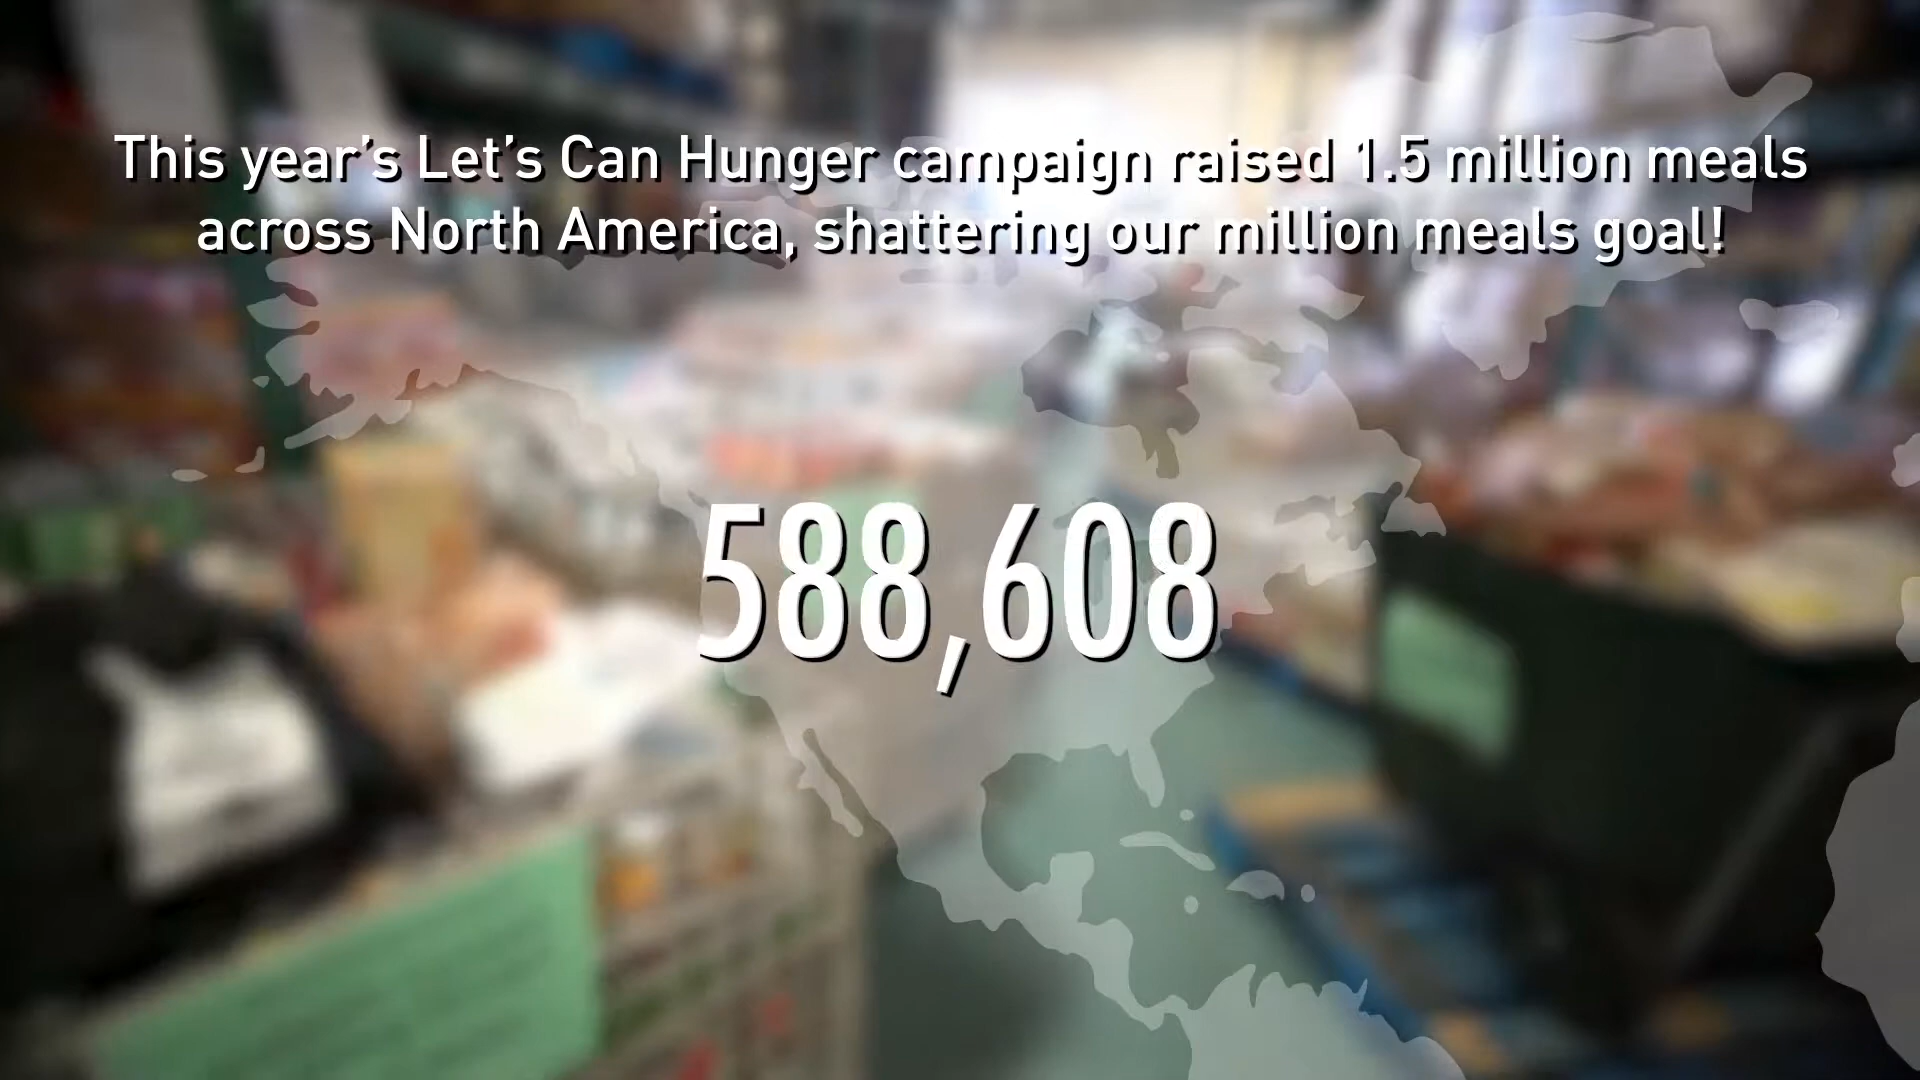 This year’s Let’s Can Hunger campaign raised 1.5 million meals
across North America, shattering our million meals goal!
588,608